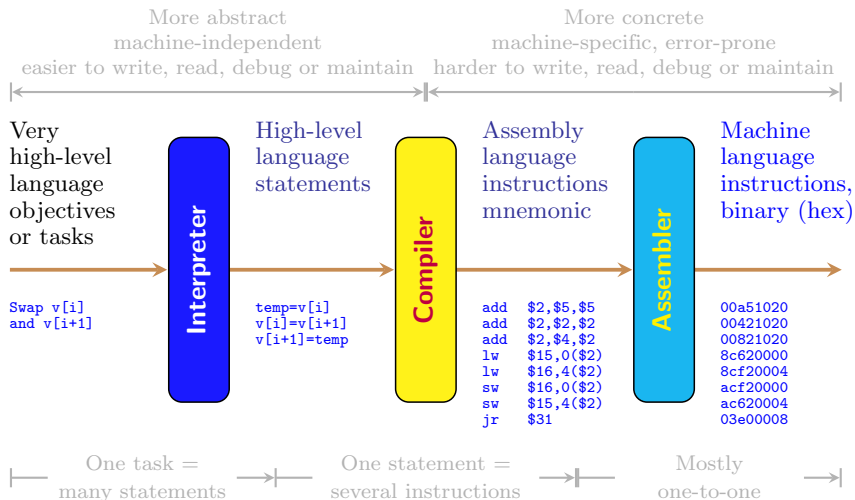 More abstract
machine-independent
easier to write, read, debug or maintain
More concrete
machine-specific, error-prone
harder to write, read, debug or maintain
Very
high-level
language
objectives
or tasks
Interpreter
High-level
language
statements
Compiler
Assembly
language
instructions
mnemonic
Assembler
Machine
language
instructions,
binary (hex)
Swap v[i]
and v[i+1]
temp=v[i]
v[i]=v[i+1]
v[i+1]=temp
add $2,$5,$5
add $2,$2,$2
add $2,$4,$2
lw $15,0($2)
lw $16,4($2)
sw $16,0($2)
sw $15,4($2)
jr $31
00a51020
00421020
00821020
8c620000
8cf20004
acf20000
ac620004
03e00008
One task =
many statements
One statement =
several instructions
Mostly
one-to-one